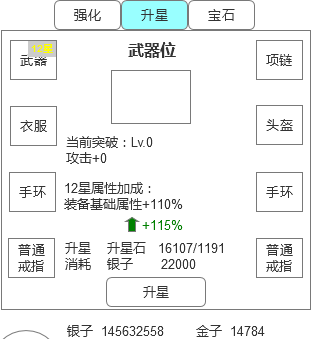 强化 升星 宝石
武器位
12星
武器 项链
衣服 头盔
当前突破：Lv.0
攻击+0
手环 手环
12星属性加成：
装备基础属性+110%
+115%
普通戒指 普通戒指
升星消耗 升星石 16107/1191
银子 22000
升星
银子 145632558 金子 14784